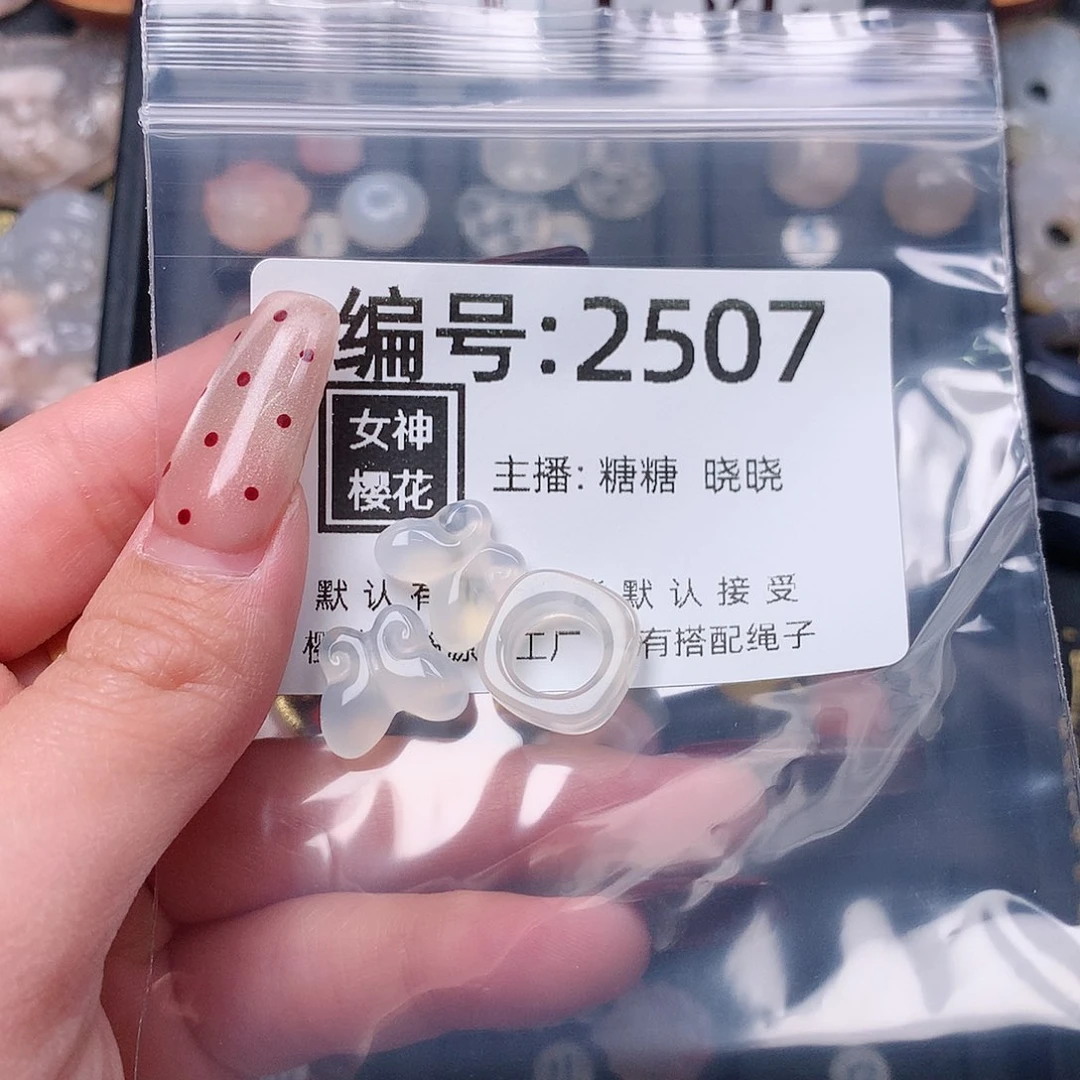 编号:2507
女神
樱花
主播: 糖糖 晓晓
默认有 默认接受
工厂 有搭配绳子